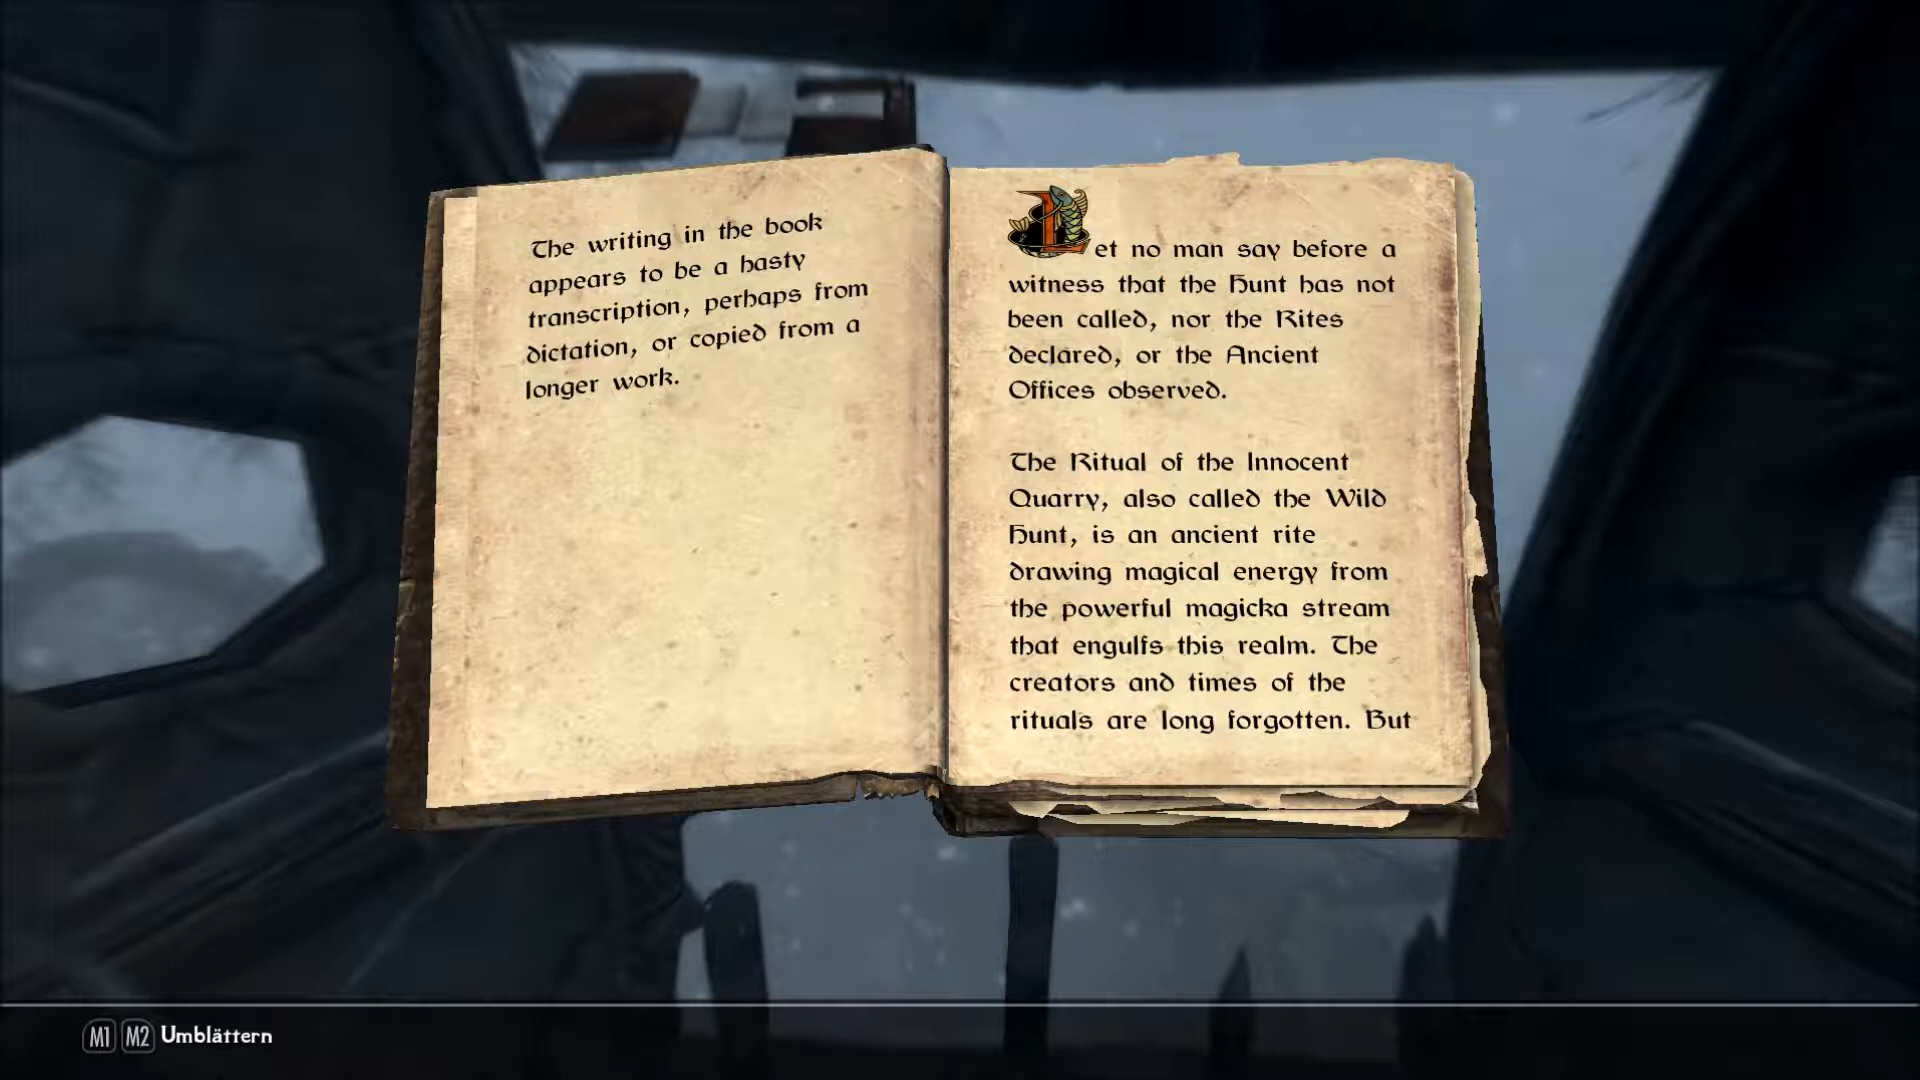 The writing in the book
appears to be a hasty
transcription, perhaps from
dictation, or copied from a
longer work.
Let no man say before a
witness that the Hunt has not
been called, nor the Rites
declared, or the Ancient
Offices observed.
The Ritual of the Innocent
Quarry, also called the Wild
Hunt, is an ancient rite
drawing magical energy from
the powerful magicka stream
that engulfs this realm. The
creators and times of the
rituals are long forgotten. But
M1 M2 Umblättern